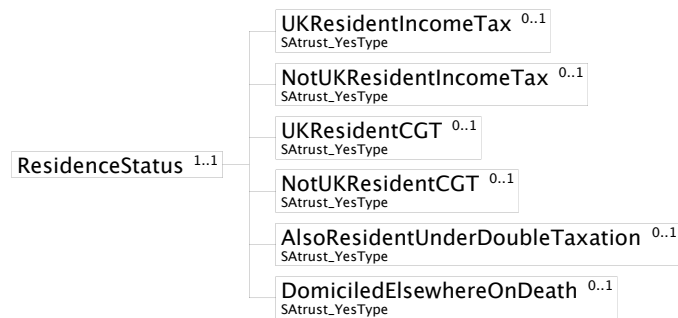 UKResidentIncomeTax 0..1
SAtrust_YesType
NotUKResidentIncomeTax 0..1
SAtrust_YesType
UKResidentCGT 0..1
SAtrust_YesType
ResidenceStatus 1..1
NotUKResidentCGT 0..1
SAtrust_YesType
AlsoResidentUnderDoubleTaxation 0..1
SAtrust_YesType
DomiciledElsewhereOnDeath 0..1
SAtrust_YesType